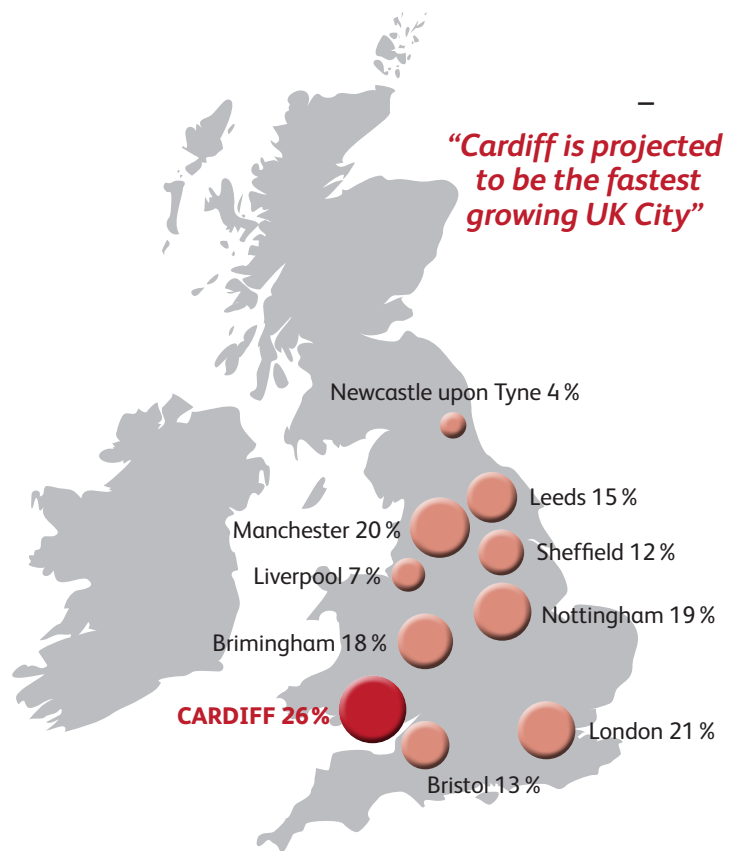 –
“Cardiff is projected
to be the fastest
growing UK City”
Newcastle upon Tyne 4%
Leeds 15%
Manchester 20%
Sheffield 12%
Liverpool 7%
Nottingham 19%
Brimingham 18%
CARDIFF 26%
London 21%
Bristol 13%